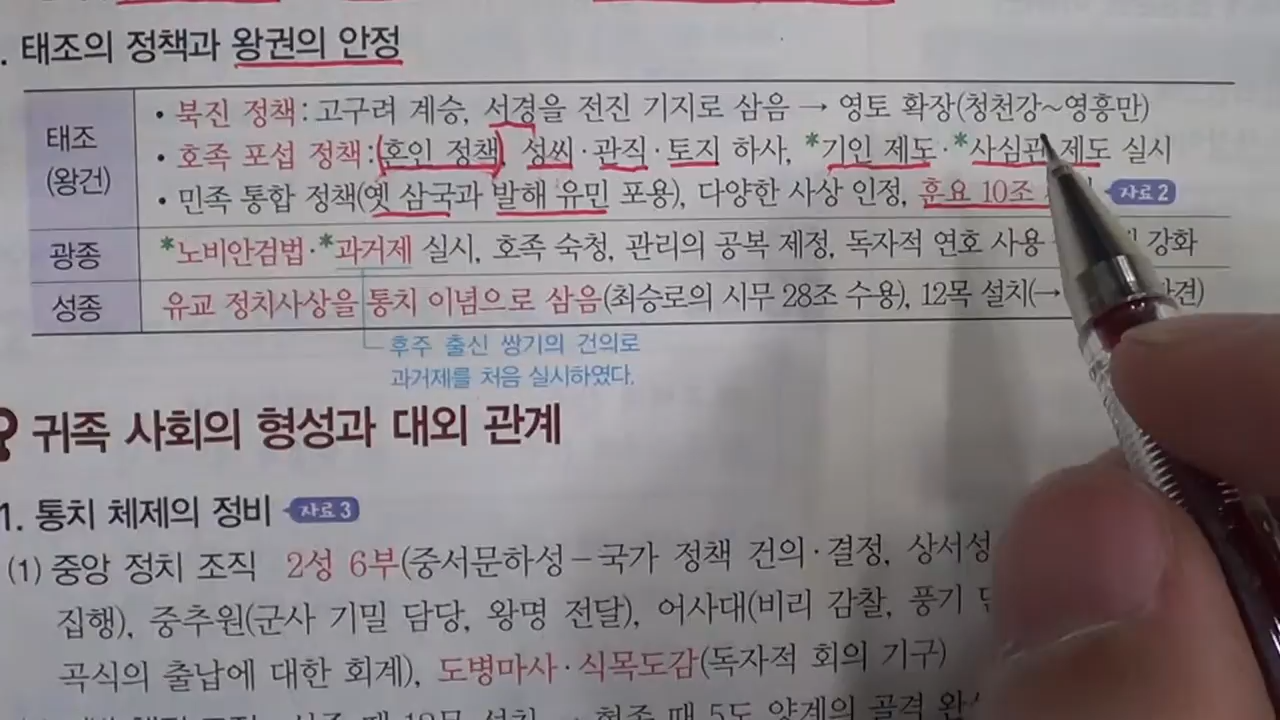 . 태조의 정책과 왕권의 안정
태조
(왕건)
• 북진 정책: 고구려 계승, 서경을 전진 기지로 삼음 → 영토 확장(청천강~영흥만)
• 호족 포섭 정책:(혼인 정책) 성씨·관직·토지 하사, *기인 제도·*사심관 제도 실시
• 민족 통합 정책(옛 삼국과 발해 유민 포용), 다양한 사상 인정, 훈요 10조 자료 2
광종
*노비안검법·*과거제 실시, 호족 숙청, 관리의 공복 제정, 독자적 연호 사용 강화
성종
유교 정치사상을 통치 이념으로 삼음(최승로의 시무 28조 수용), 12목 설치(→
후주 출신 쌍기의 건의로
과거제를 처음 실시하였다.
귀족 사회의 형성과 대외 관계
1. 통치 체제의 정비 자료 3
(1) 중앙 정치 조직 2성 6부(중서문하성–국가 정책 건의·결정, 상서성
집행), 중추원(군사 기밀 담당, 왕명 전달), 어사대(비리 감찰, 풍기
곡식의 출납에 대한 회계), 도병마사·식목도감(독자적 회의 기구)